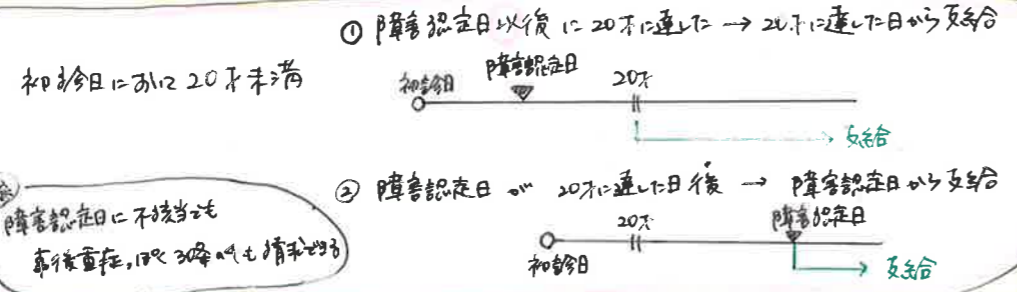 ① 障害認定日以後に20才に達した → 20才に達した日から支給
初診日において20才未満
初診日 障害認定日 20才
支給
② 障害認定日が 20才に達した日後 → 障害認定日から支給
障害認定日に不該当でも
事後重症, 30条の4も請求できる
20才 障害認定日
初診日
支給